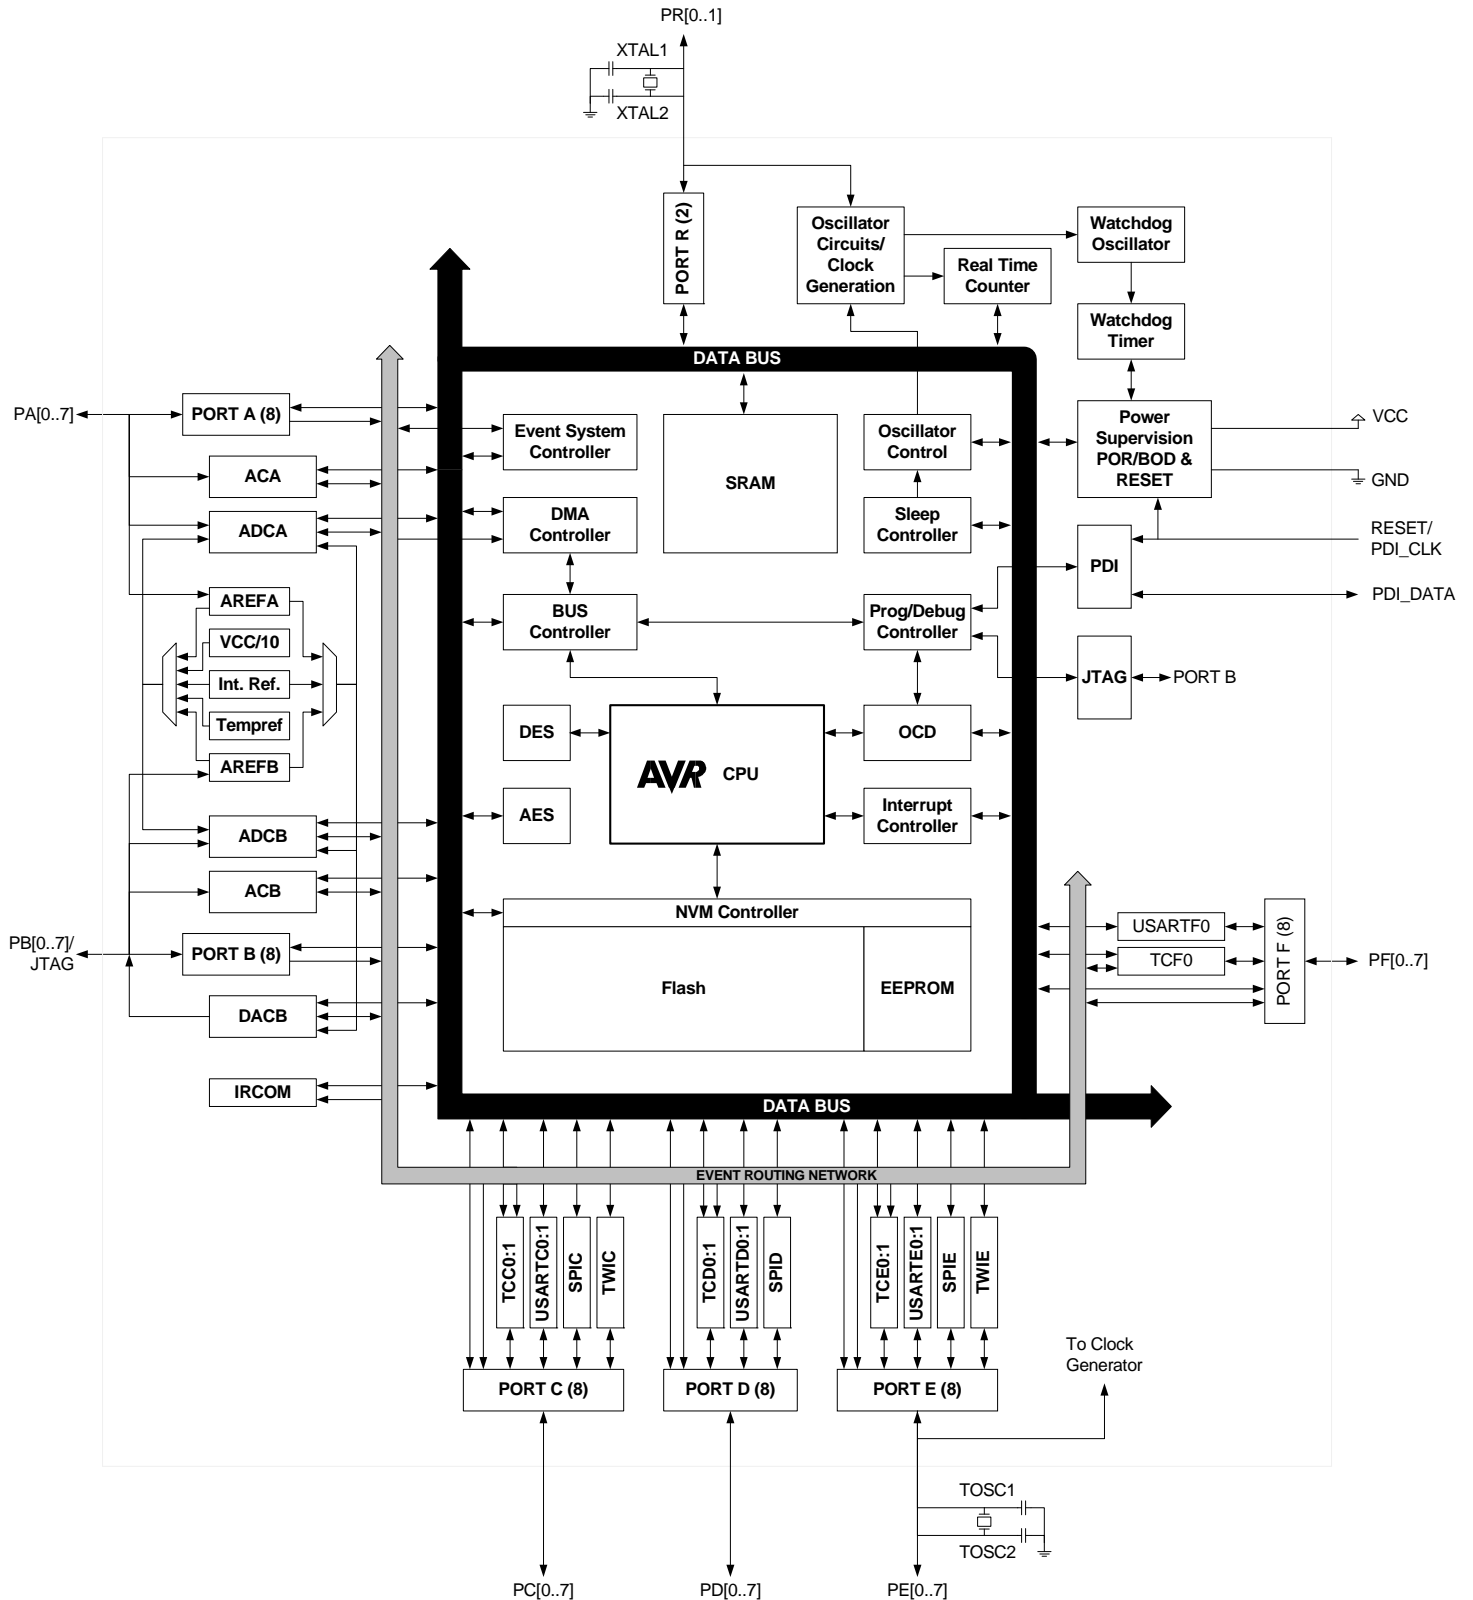 PR[0..1]
XTAL1
XTAL2
PORT R (2)
Oscillator
Circuits/
Clock
Generation
Watchdog
Oscillator
Real Time
Counter
Watchdog
Timer
DATA BUS
PA[0..7]
PORT A (8)
Event System
Controller
SRAM
Oscillator
Control
Power
Supervision
POR/BOD &
RESET
VCC
GND
ACA
ADCA
DMA
Controller
Sleep
Controller
PDI
RESET/
PDI_CLK
PDI_DATA
AREFA
VCC/10
Int. Ref.
Tempref
AREFB
BUS
Controller
Prog/Debug
Controller
JTAG
PORT B
DES
AVR CPU
OCD
AES
Interrupt
Controller
ADCB
ACB
NVM Controller
Flash
EEPROM
USARTF0
TCF0
PORT F (8)
PF[0..7]
PB[0..7]/
JTAG
PORT B (8)
DACB
IRCOM
DATA BUS
EVENT ROUTING NETWORK
TCC0:1
USARTC0:1
SPIC
TWIC
TCD0:1
USARTD0:1
SPID
TCE0:1
USARTE0:1
SPIE
TWIE
PORT C (8)
PORT D (8)
PORT E (8)
To Clock
Generator
TOSC1
TOSC2
PC[0..7]
PD[0..7]
PE[0..7]